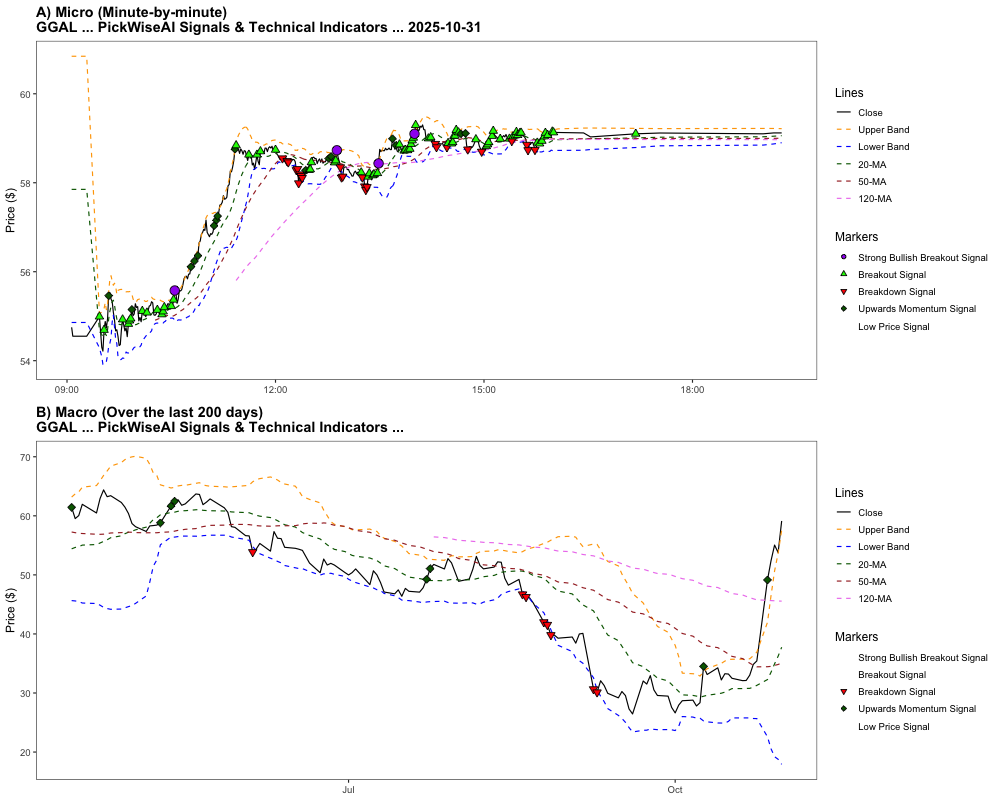 A) Micro (Minute-by-minute)
GGAL ... PickWiseAI Signals & Technical Indicators ... 2025-10-31
60
58
56
54
Price ($)
09:00
12:00
15:00
18:00
Lines
Close
Upper Band
Lower Band
20-MA
50-MA
120-MA
Markers
Strong Bullish Breakout Signal
Breakout Signal
Breakdown Signal
Upwards Momentum Signal
Low Price Signal
B) Macro (Over the last 200 days)
GGAL ... PickWiseAI Signals & Technical Indicators ...
70
60
50
40
30
20
Price ($)
Jul
Oct
Lines
Close
Upper Band
Lower Band
20-MA
50-MA
120-MA
Markers
Strong Bullish Breakout Signal
Breakout Signal
Breakdown Signal
Upwards Momentum Signal
Low Price Signal